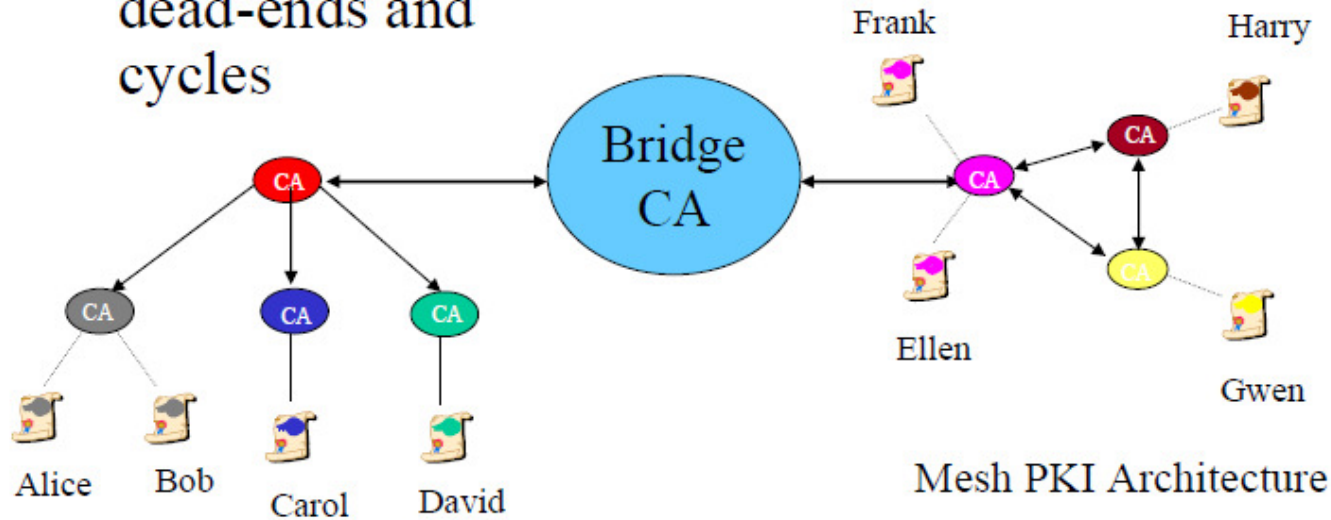 dead-ends and
cycles
Frank
Harry
Bridge
CA
CA
CA
CA
CA
CA
CA
CA
Ellen
Gwen
Alice
Bob
Carol
David
Mesh PKI Architecture